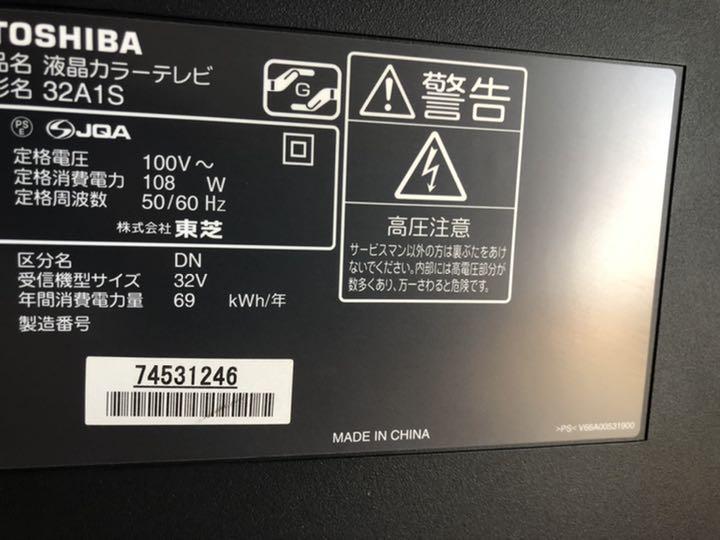 TOSHIBA
品名 液晶カラーテレビ
形名 32A1S
G
PS
E
JQA
定格電圧 100V～
定格消費電力 108 W
定格周波数 50/60 Hz
株式会社 東芝
区分名 DN
受信機型サイズ 32V
年間消費電力量 69 kWh/年
製造番号
74531246
警告
高圧注意
サービスマン以外の方は裏ぶたをあけ
ないでください。内部には高電圧部分が
数多くあり、万一さわると危険です。
MADE IN CHINA
>PS< V66A00531900